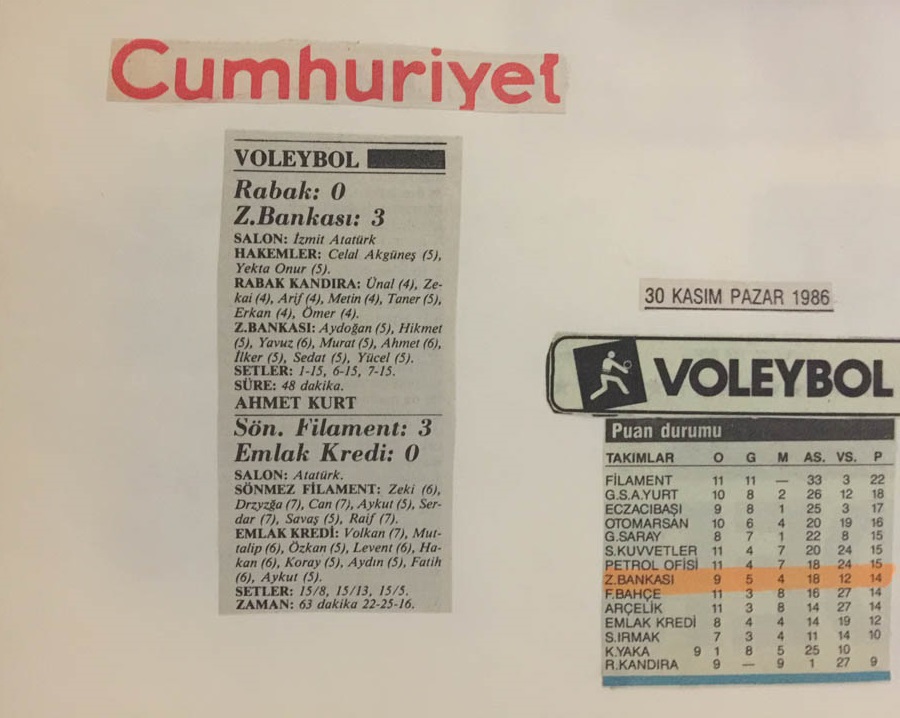 Cumhuriyet
VOLEYBOL
Rabak: 0
Z.Bankası: 3
SALON: İzmit Atatürk
HAKEMLER: Celal Akgüneş (5),
Yekta Onur (5).
RABAK KANDIRA: Ünal (4), Ze-
kai (4), Arif (4), Metin (4), Taner (5),
Erkan (4), Ömer (4).
Z.BANKASI: Aydoğan (5), Hikmet
(5), Yavuz (6), Murat (5), Ahmet (6),
İlker (5), Sedat (5), Yücel (5).
SETLER: 1-15, 6-15, 7-15.
SÜRE: 48 dakika.
AHMET KURT
Sön. Filament: 3
Emlak Kredi: 0
SALON: Atatürk.
SÖNMEZ FİLAMENT: Zeki (6),
Drzyzğa (7), Can (7), Aykut (5), Ser-
dar (7), Savaş (5), Raif (7).
EMLAK KREDİ: Volkan (7), Mut-
talip (6), Özkan (5), Levent (6), Ha-
kan (6), Koray (5), Aydın (5), Fatih
(6), Aykut (5).
SETLER: 15/8, 15/13, 15/5.
ZAMAN: 63 dakika 22-25-16.
30 KASIM PAZAR 1986
VOLEYBOL
Puan durumu
TAKIMLAR O G M AS. VS. P
FİLAMENT 11 11 — 33 3 22
G.S.A.YURT 10 8 2 26 12 18
ECZACIBAŞI 9 8 1 25 3 17
OTOMARSAN 10 6 4 20 19 16
G.SARAY 8 7 1 22 8 15
S.KUVVETLER 11 4 7 20 24 15
PETROL OFİSİ 11 4 7 18 24 15
Z.BANKASI 9 5 4 18 12 14
F.BAHÇE 11 3 8 16 27 14
ARÇELİK 11 3 8 14 27 14
EMLAK KREDİ 8 4 4 14 19 12
S.IRMAK 7 3 4 11 14 10
K.YAKA 9 1 8 5 25 10
R.KANDIRA 9 — 9 1 27 9